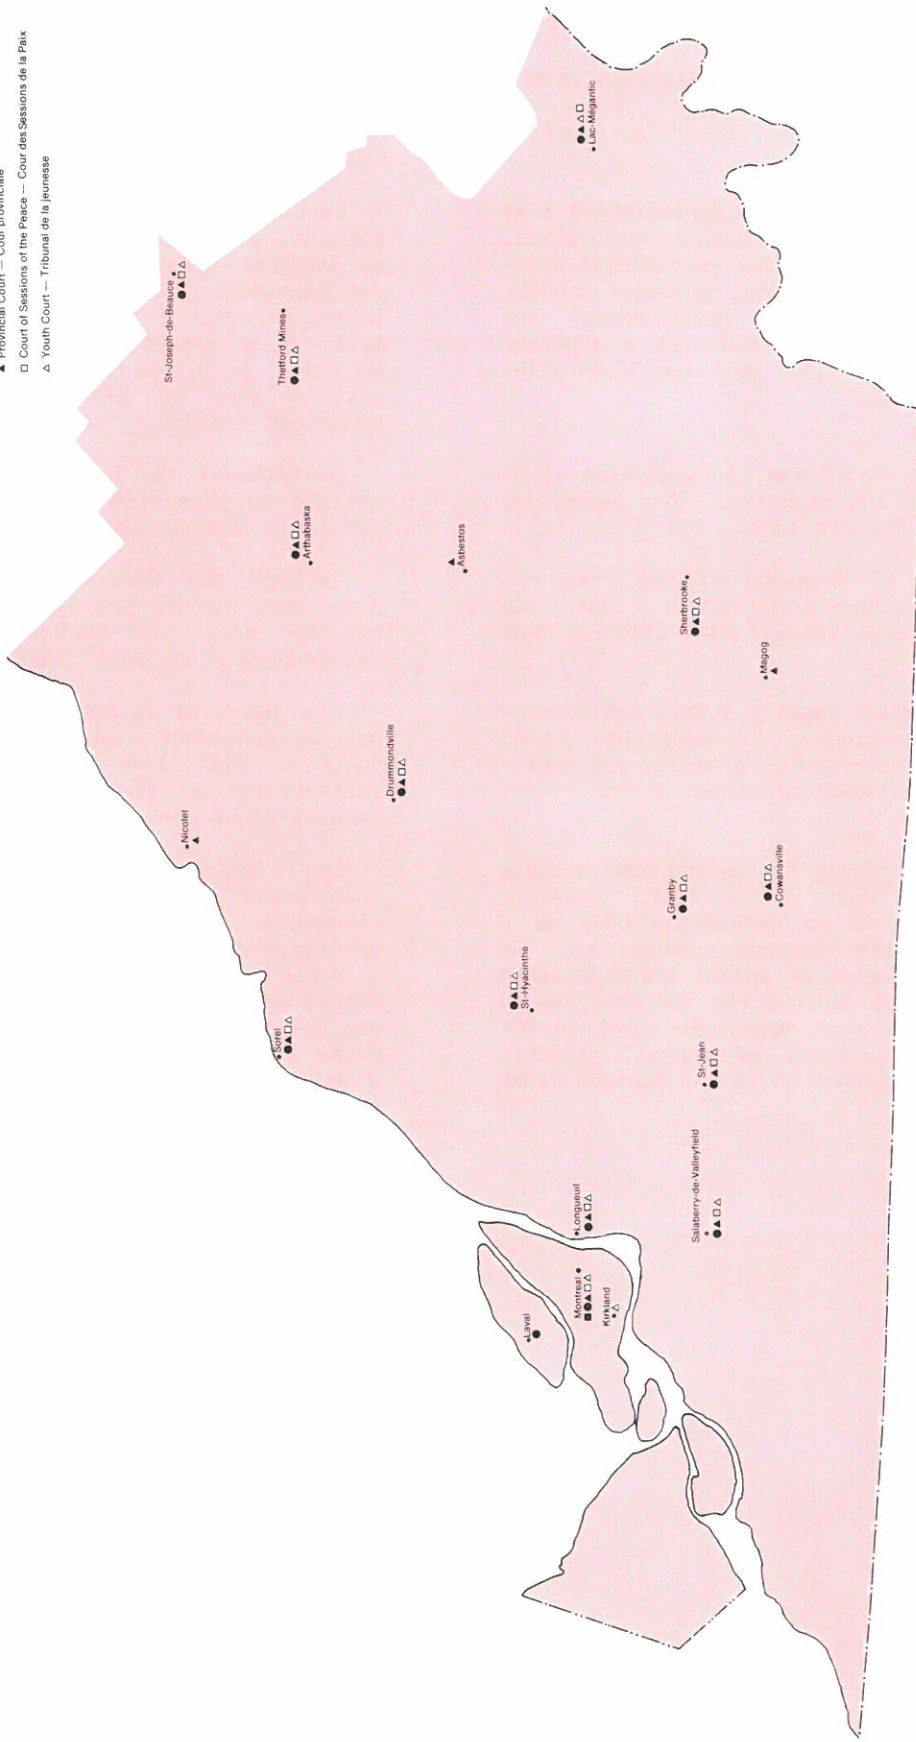 ▲ Provincial Court — Cour provinciale
□ Court of Sessions of the Peace — Cour des Sessions de la Paix
△ Youth Court — Tribunal de la jeunesse
St-Joseph-de-Beauce
Thetford Mines
Lac-Mégantic
Arthabaska
Asbestos
Sherbrooke
Magog
Nicolet
Drummondville
Granby
Cowansville
St-Hyacinthe
Sorel
St-Jean
Salaberry-de-Valleyfield
Longueuil
Montreal
Kirkland
Laval